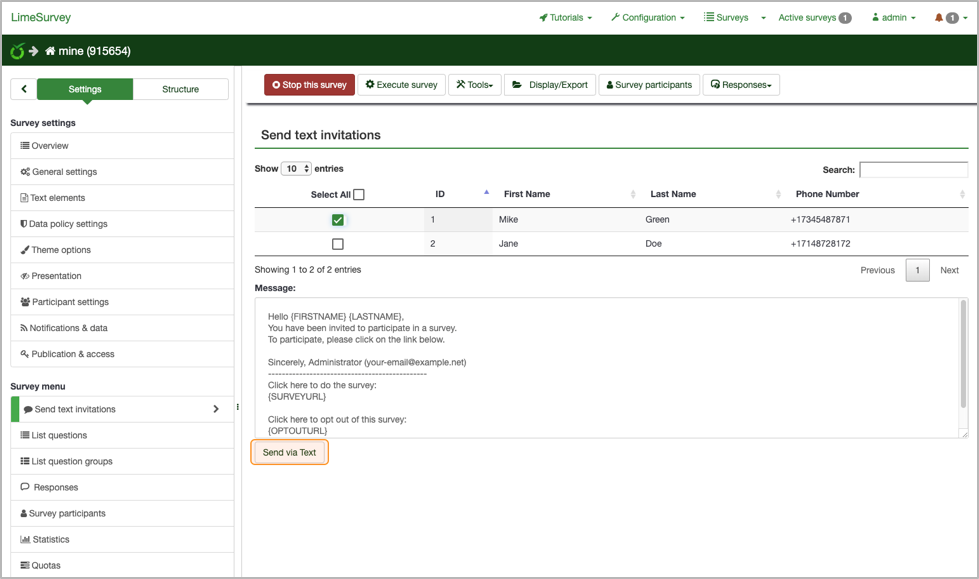 LimeSurvey
Tutorials
Configuration
Surveys
Active surveys 1
admin
1
mine (915654)
Settings
Structure
Stop this survey
Execute survey
Tools
Display/Export
Survey participants
Responses
Survey settings
Overview
General settings
Text elements
Data policy settings
Theme options
Presentation
Participant settings
Notifications & data
Publication & access
Survey menu
Send text invitations
List questions
List question groups
Responses
Survey participants
Statistics
Quotas
Send text invitations
Show 10 entries
Search:
Select All ID First Name Last Name Phone Number
1 Mike Green +17345487871
2 Jane Doe +17148728172
Showing 1 to 2 of 2 entries
Previous 1 Next
Message:
Hello {FIRSTNAME} {LASTNAME},
You have been invited to participate in a survey.
To participate, please click on the link below.
Sincerely, Administrator (your-email@example.net)
-----------------------------------------------
Click here to do the survey:
{SURVEYURL}
Click here to opt out of this survey:
{OPTOUTURL}
Send via Text